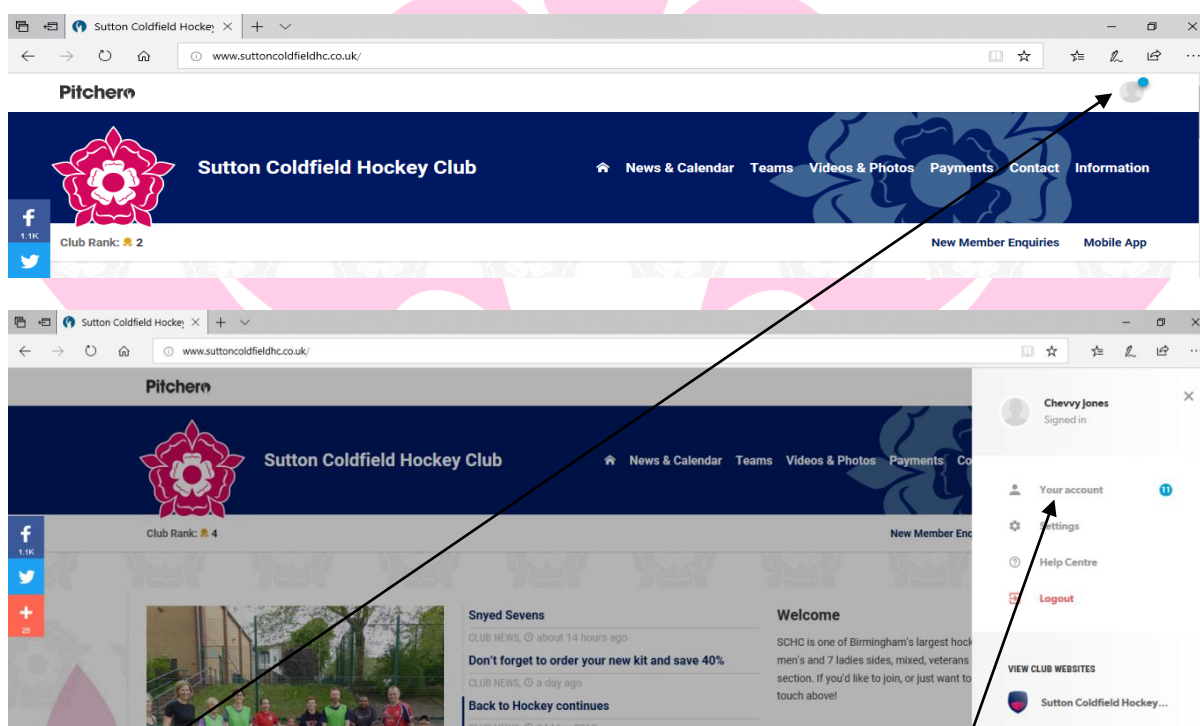 Sutton Coldfield Hockey
www.suttoncoldfieldhc.co.uk/
Pitchero
Sutton Coldfield Hockey Club
News & Calendar Teams Videos & Photos Payments Contact Information
f
1.1K
Club Rank: 2
New Member Enquiries Mobile App
Sutton Coldfield Hockey
www.suttoncoldfieldhc.co.uk/
Pitchero
Chevvy Jones
Signed in
Sutton Coldfield Hockey Club
News & Calendar Teams Videos & Photos Payments Co
Your account 11
Settings
Help Centre
Logout
f
1.1K
Club Rank: 4
New Member Enq
26
Snyed Sevens
CLUB NEWS, about 14 hours ago
Don't forget to order your new kit and save 40%
CLUB NEWS, a day ago
Back to Hockey continues
Welcome
SCHC is one of Birmingham's largest hock
men's and 7 ladies sides, mixed, veterans
section. If you'd like to join, or just want to
touch above!
VIEW CLUB WEBSITES
Sutton Coldfield Hockey...